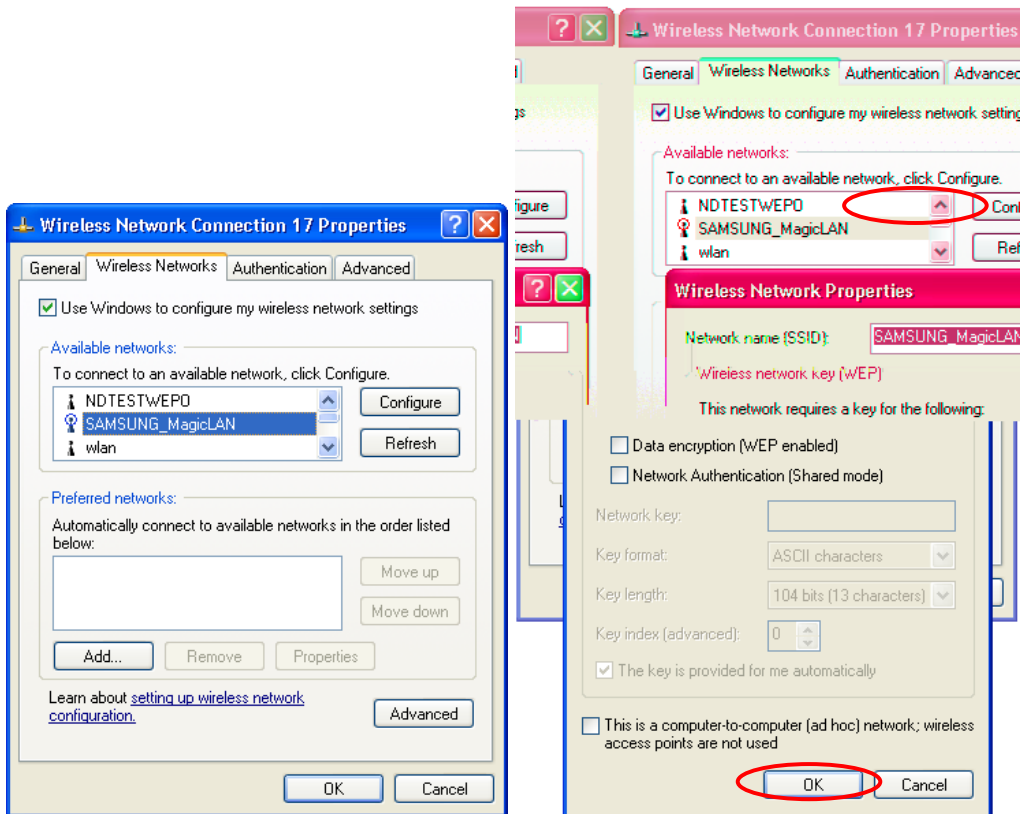 Wireless Network Connection 17 Properties
General Wireless Networks Authentication Advanced
Use Windows to configure my wireless network settings
Available networks:
To connect to an available network, click Configure.
NDTESTWEP0
SAMSUNG_MagicLAN
wlan
Configure
Refresh
Preferred networks:
Automatically connect to available networks in the order listed
below:
Move up
Move down
Add... Remove Properties
Learn about setting up wireless network
configuration.
Advanced
OK Cancel
Wireless Network Connection 17 Properties
General Wireless Networks Authentication Advanced
gs
Use Windows to configure my wireless network setting
Available networks:
To connect to an available network, click Configure.
igure
NDTESTWEP0
Conf
SAMSUNG_MagicLAN
resh
wlan
Ref
Wireless Network Properties
Network name (SSID):
SAMSUNG_MagicLAN
Wireless network key (WEP)
This network requires a key for the following:
Data encryption (WEP enabled)
Network Authentication (Shared mode)
Network key:
Key format:
ASCII characters
Key length:
104 bits (13 characters)
Key index (advanced):
0
The key is provided for me automatically
This is a computer-to-computer (ad hoc) network; wireless
access points are not used
OK Cancel